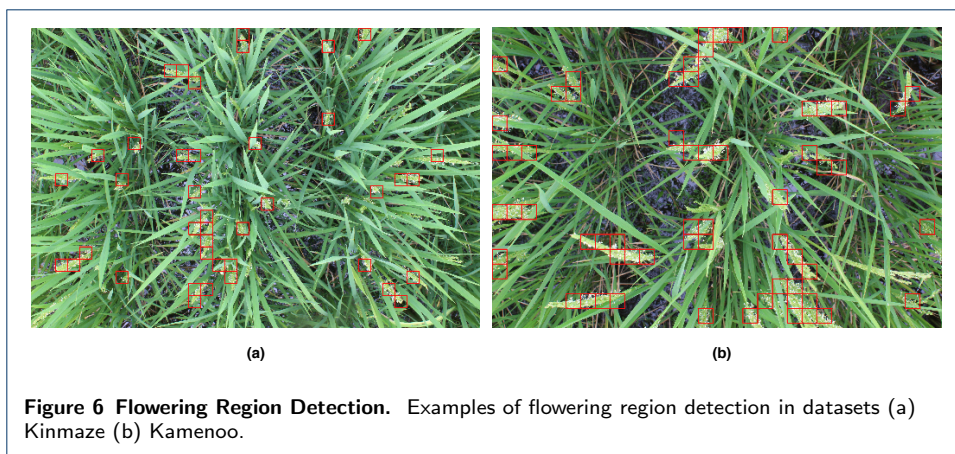 (a)
(b)
Figure 6 Flowering Region Detection. Examples of flowering region detection in datasets (a)
Kinmaze (b) Kamenoo.